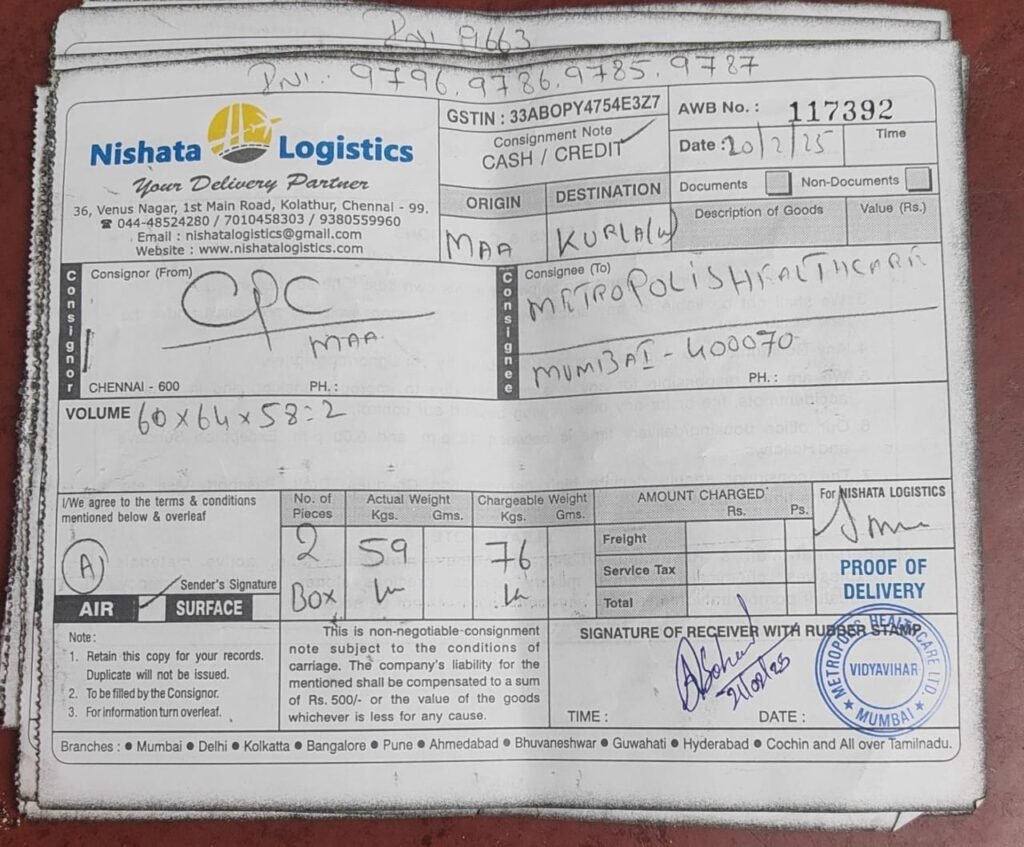 PNI 9663
PNI.: 9796, 9786, 9785, 9787
Nishata Logistics
Your Delivery Partner
36, Venus Nagar, 1st Main Road, Kolathur, Chennai - 99.
☎ 044-48524280 / 7010458303 / 9380559960
Email : nishatalogistics@gmail.com
Website : www.nishatalogistics.com
GSTIN : 33ABOPY4754E3Z7
Consignment Note
CASH / CREDIT
AWB No. : 117392
Date : 20/2/25
Time
ORIGIN
DESTINATION
MAA
KURLA(W)
Documents
Non-Documents
Description of Goods
Value (Rs.)
Consignor
Consignor (From)
CPC
MAA
CHENNAI - 600
PH. :
Consignee
Consignee (To)
METROPOLIS HEALTHCARE
MUMBAI - 400070
PH. :
VOLUME 60 x 64 x 58 = 2
I/We agree to the terms & conditions
mentioned below & overleaf
A
Sender's Signature
AIR
SURFACE
No. of
Pieces
2
Box
Actual Weight
Kgs. Gms.
59
Chargeable Weight
Kgs. Gms.
76
AMOUNT CHARGED
Rs. Ps.
Freight
Service Tax
Total
For NISHATA LOGISTICS
PROOF OF
DELIVERY
Note :
1. Retain this copy for your records.
Duplicate will not be issued.
2. To be filled by the Consignor.
3. For information turn overleaf.
This is non-negotiable-consignment
note subject to the conditions of
carriage. The company's liability for the
mentioned shall be compensated to a sum
of Rs. 500/- or the value of the goods
whichever is less for any cause.
SIGNATURE OF RECEIVER WITH RUBBER STAMP
21/02/25
TIME :
DATE :
METROPOLIS HEALTHCARE LTD.
VIDYAVIHAR
★ MUMBAI ★
Branches : ● Mumbai ● Delhi ● Kolkatta ● Bangalore ● Pune ● Ahmedabad ● Bhuvaneshwar ● Guwahati ● Hyderabad ● Cochin and All over Tamilnadu.